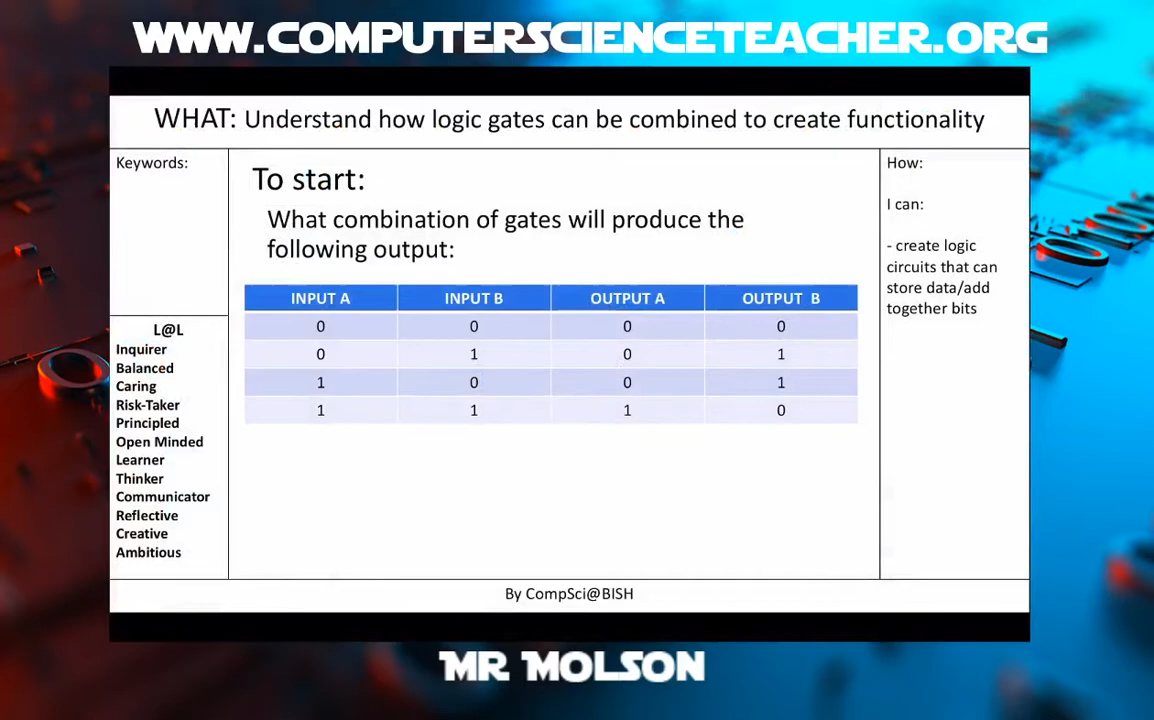 WWW.COMPUTERSCIENCETEACHER.ORG
WHAT: Understand how logic gates can be combined to create functionality
Keywords:
L@L
Inquirer
Balanced
Caring
Risk-Taker
Principled
Open Minded
Learner
Thinker
Communicator
Reflective
Creative
Ambitious
To start:
What combination of gates will produce the
following output:
INPUT A INPUT B OUTPUT A OUTPUT B
0 0 0 0
0 1 0 1
1 0 0 1
1 1 1 0
How:
I can:
- create logic
circuits that can
store data/add
together bits
By CompSci@BISH
MR MOLSON